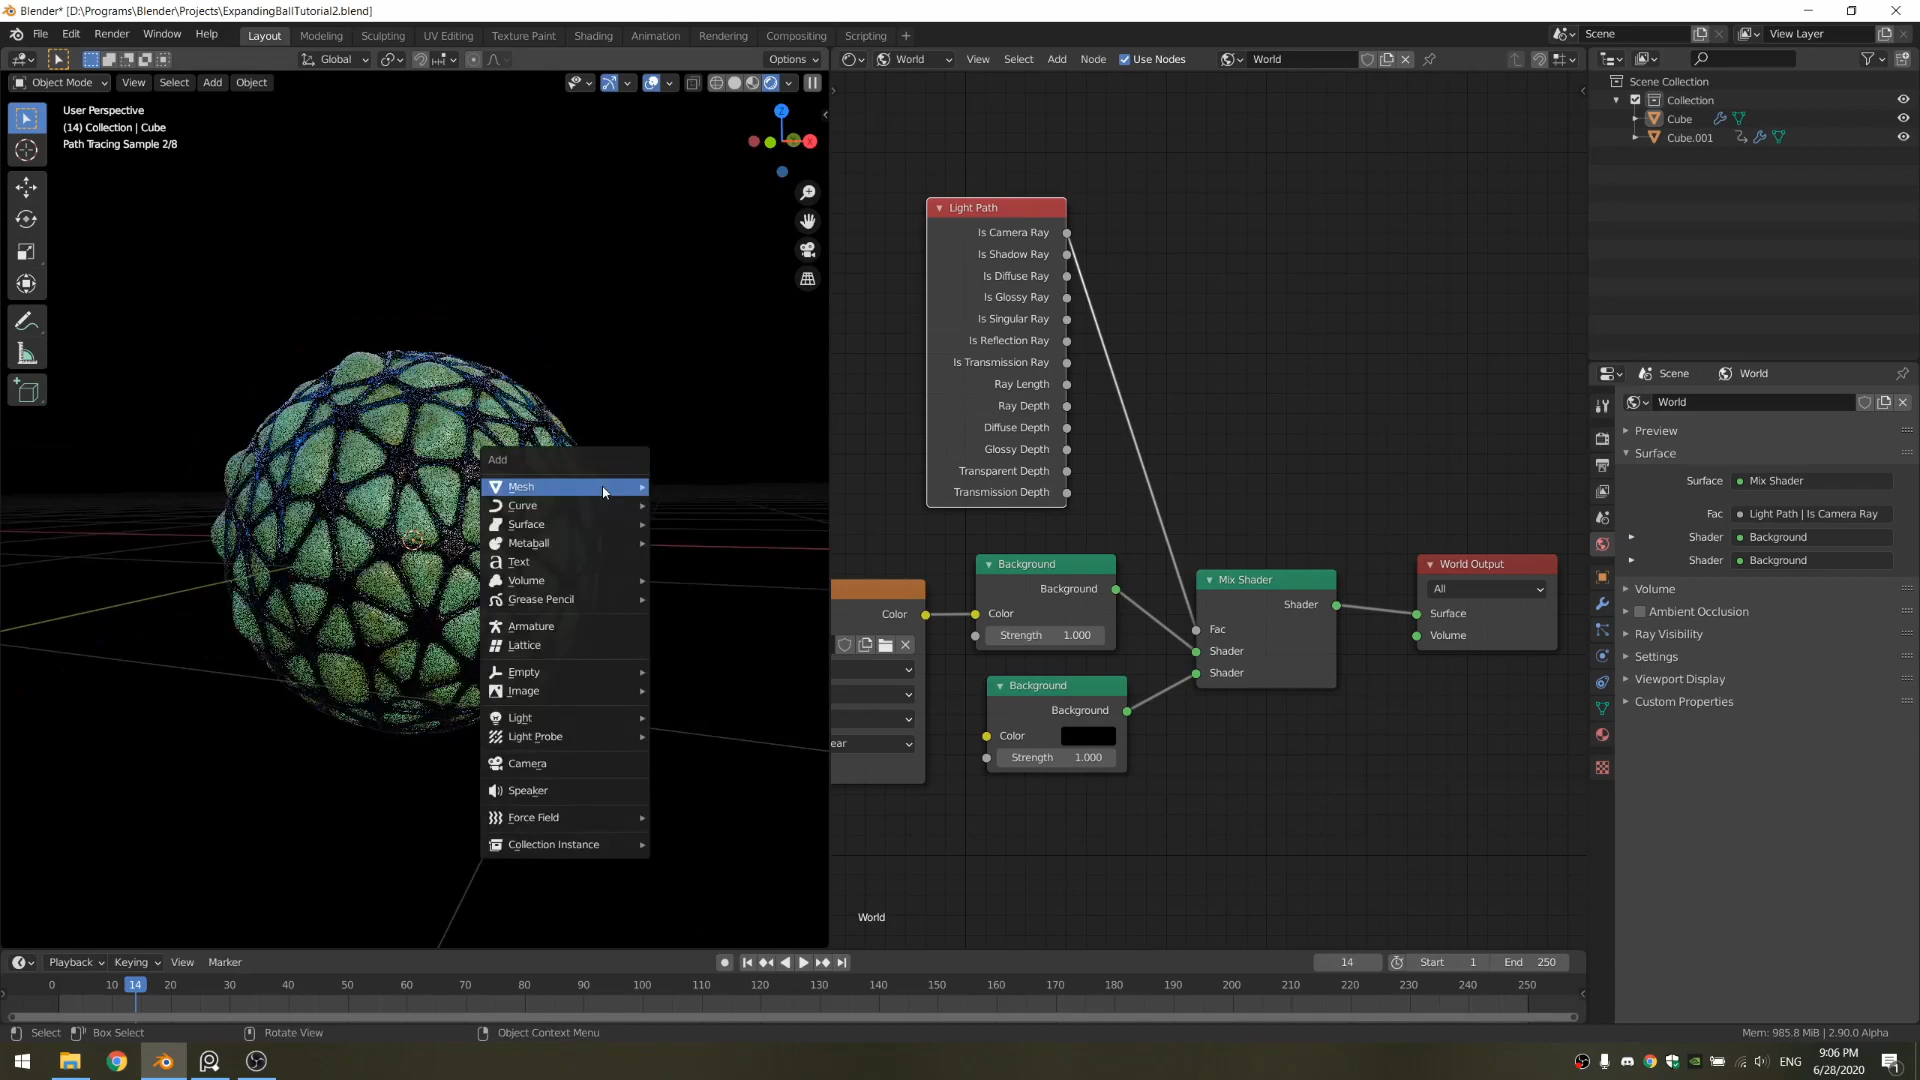 Blender* [D:\Programs\Blender\Projects\ExpandingBallTutorial2.blend]
File Edit Render Window Help Layout Modeling Sculpting UV Editing Texture Paint Shading Animation Rendering Compositing Scripting + Scene View Layer
Global Options World View Select Add Node Use Nodes World
Object Mode View Select Add Object
User Perspective
(14) Collection | Cube
Path Tracing Sample 2/8
Z
X
Add
Mesh
Curve
Surface
Metaball
Text
Volume
Grease Pencil
Armature
Lattice
Empty
Image
Light
Light Probe
Camera
Speaker
Force Field
Collection Instance
Light Path
Is Camera Ray
Is Shadow Ray
Is Diffuse Ray
Is Glossy Ray
Is Singular Ray
Is Reflection Ray
Is Transmission Ray
Ray Length
Ray Depth
Diffuse Depth
Glossy Depth
Transparent Depth
Transmission Depth
Color
ear
Background
Background
Color
Strength 1.000
Background
Background
Color
Strength 1.000
Mix Shader
Shader
Fac
Shader
Shader
World Output
All
Surface
Volume
World
Scene Collection
Collection
Cube
Cube.001
Scene World
World
Preview
Surface
Surface Mix Shader
Fac Light Path | Is Camera Ray
Shader Background
Shader Background
Volume
Ambient Occlusion
Ray Visibility
Settings
Viewport Display
Custom Properties
Playback Keying View Marker 14 Start 1 End 250
0 10 14 20 30 40 50 60 70 80 90 100 110 120 130 140 150 160 170 180 190 200 210 220 230 240 250
Select Box Select Rotate View Object Context Menu Mem: 985.8 MiB | 2.90.0 Alpha
ENG
9:06 PM
6/28/2020
1